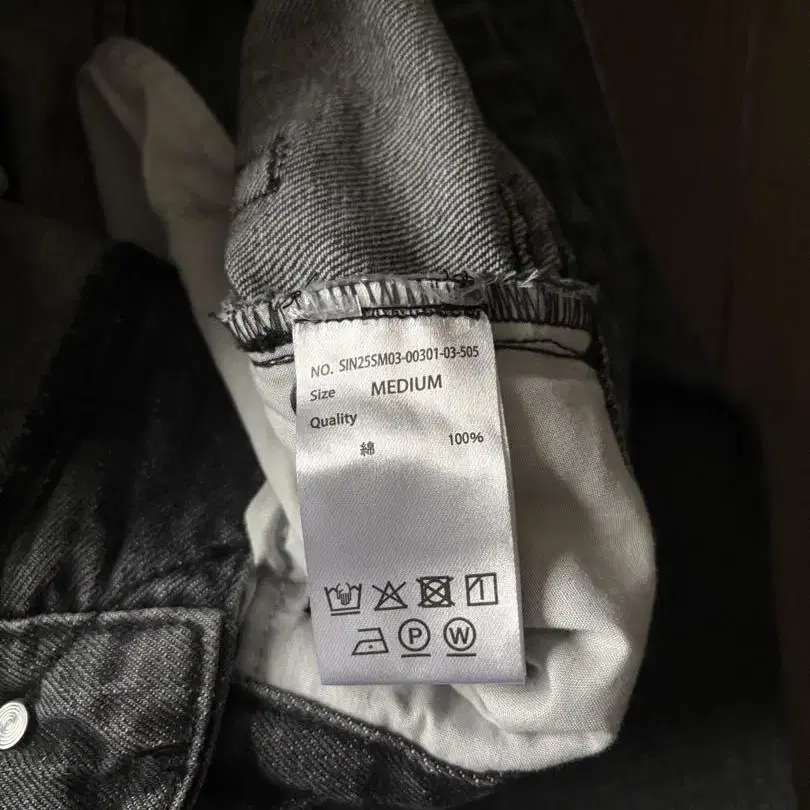 NO. SIN25SM03-00301-03-505
Size MEDIUM
Quality
綿 100%
P W